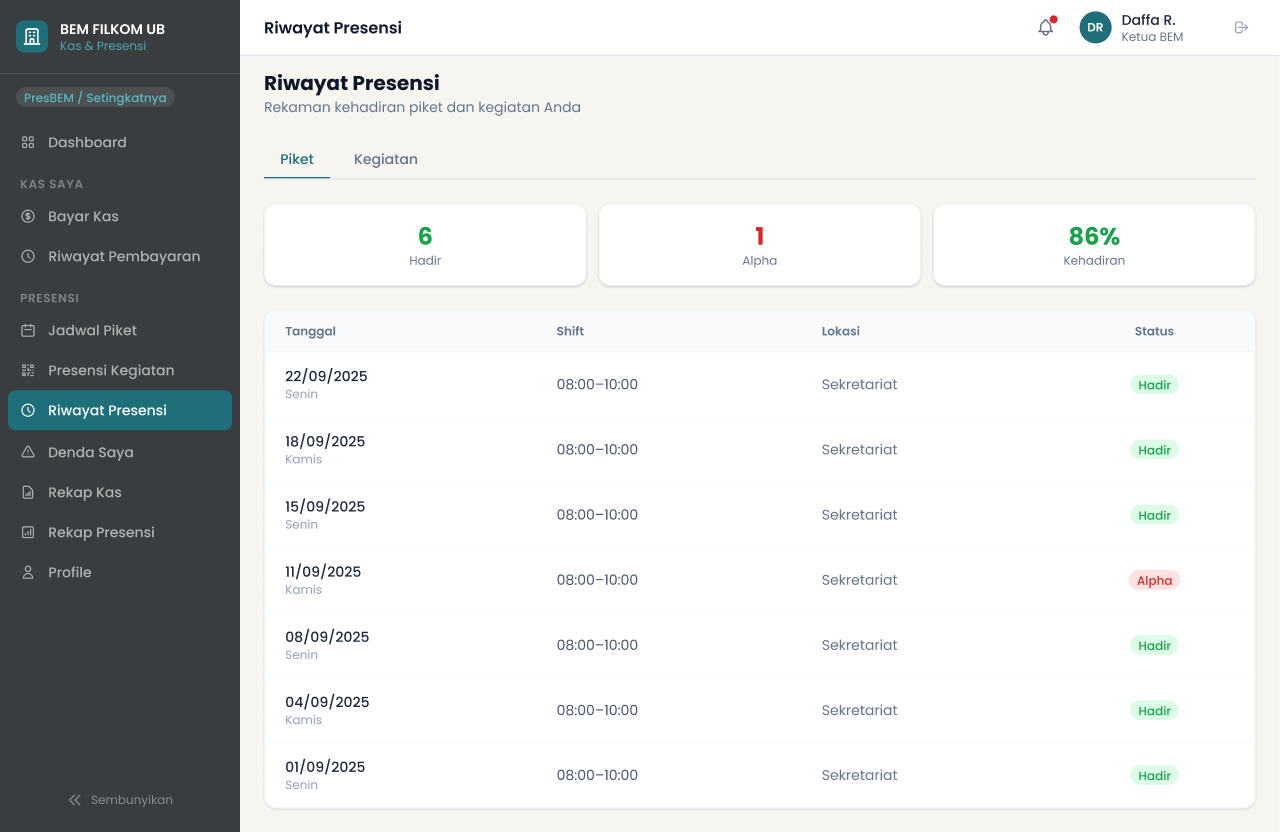 BEM FILKOM UB
Kas & Presensi
PresBEM / Setingkatnya
Dashboard
KAS SAYA
Bayar Kas
Riwayat Pembayaran
PRESENSI
Jadwal Piket
Presensi Kegiatan
Riwayat Presensi
Denda Saya
Rekap Kas
Rekap Presensi
Profile
Sembunyikan
Riwayat Presensi
DR
Daffa R.
Ketua BEM
Riwayat Presensi
Rekaman kehadiran piket dan kegiatan Anda
Piket Kegiatan
6
Hadir
1
Alpha
86%
Kehadiran
Tanggal Shift Lokasi Status
22/09/2025
Senin
08:00–10:00 Sekretariat Hadir
18/09/2025
Kamis
08:00–10:00 Sekretariat Hadir
15/09/2025
Senin
08:00–10:00 Sekretariat Hadir
11/09/2025
Kamis
08:00–10:00 Sekretariat Alpha
08/09/2025
Senin
08:00–10:00 Sekretariat Hadir
04/09/2025
Kamis
08:00–10:00 Sekretariat Hadir
01/09/2025
Senin
08:00–10:00 Sekretariat Hadir